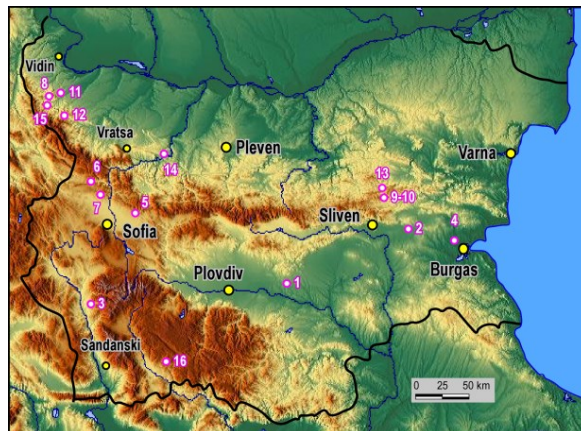 Vidin
8
11
15
12
Vratsa
14
Pleven
Varna
6
13
7
5
9-10
Sofia
Sliven
2
4
Burgas
Plovdiv
1
3
Sandanski
16
0 25 50 km